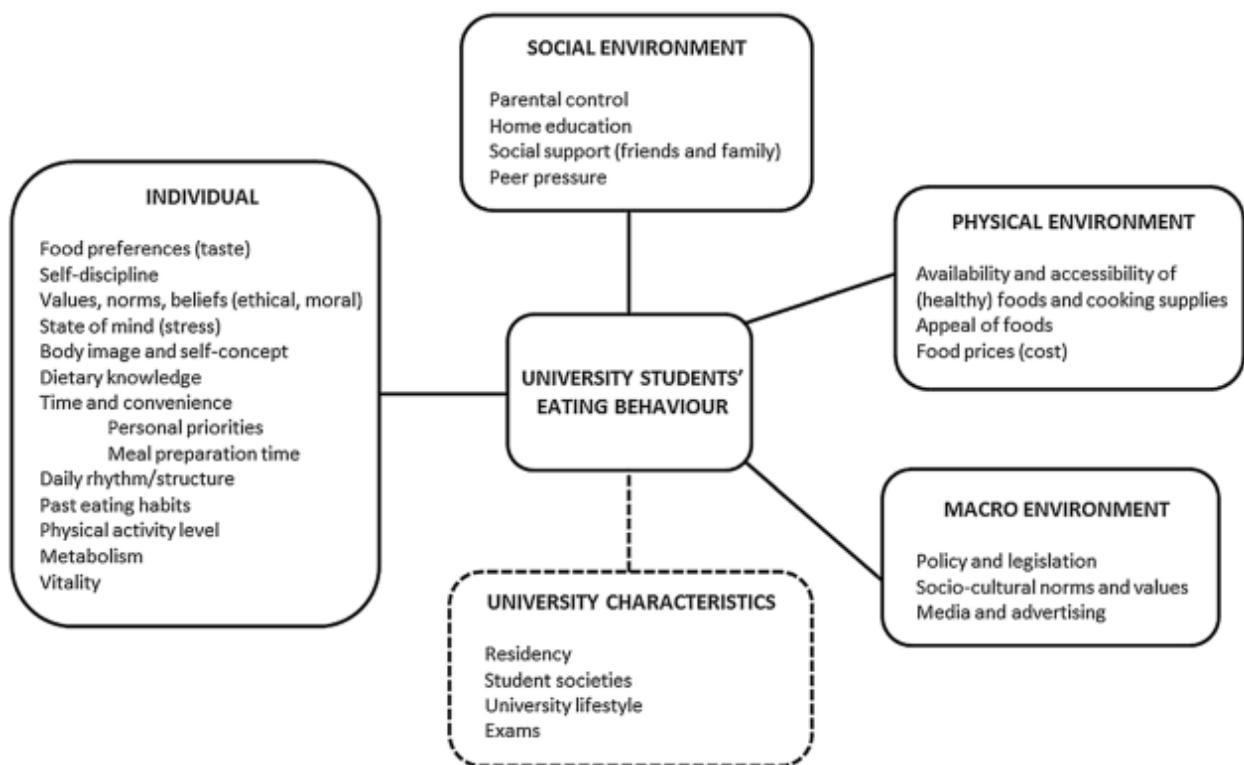 SOCIAL ENVIRONMENT
Parental control
Home education
Social support (friends and family)
Peer pressure
INDIVIDUAL
Food preferences (taste)
Self-discipline
Values, norms, beliefs (ethical, moral)
State of mind (stress)
Body image and self-concept
Dietary knowledge
Time and convenience
Personal priorities
Meal preparation time
Daily rhythm/structure
Past eating habits
Physical activity level
Metabolism
Vitality
UNIVERSITY STUDENTS’
EATING BEHAVIOUR
PHYSICAL ENVIRONMENT
Availability and accessibility of
(healthy) foods and cooking supplies
Appeal of foods
Food prices (cost)
MACRO ENVIRONMENT
Policy and legislation
Socio-cultural norms and values
Media and advertising
UNIVERSITY CHARACTERISTICS
Residency
Student societies
University lifestyle
Exams